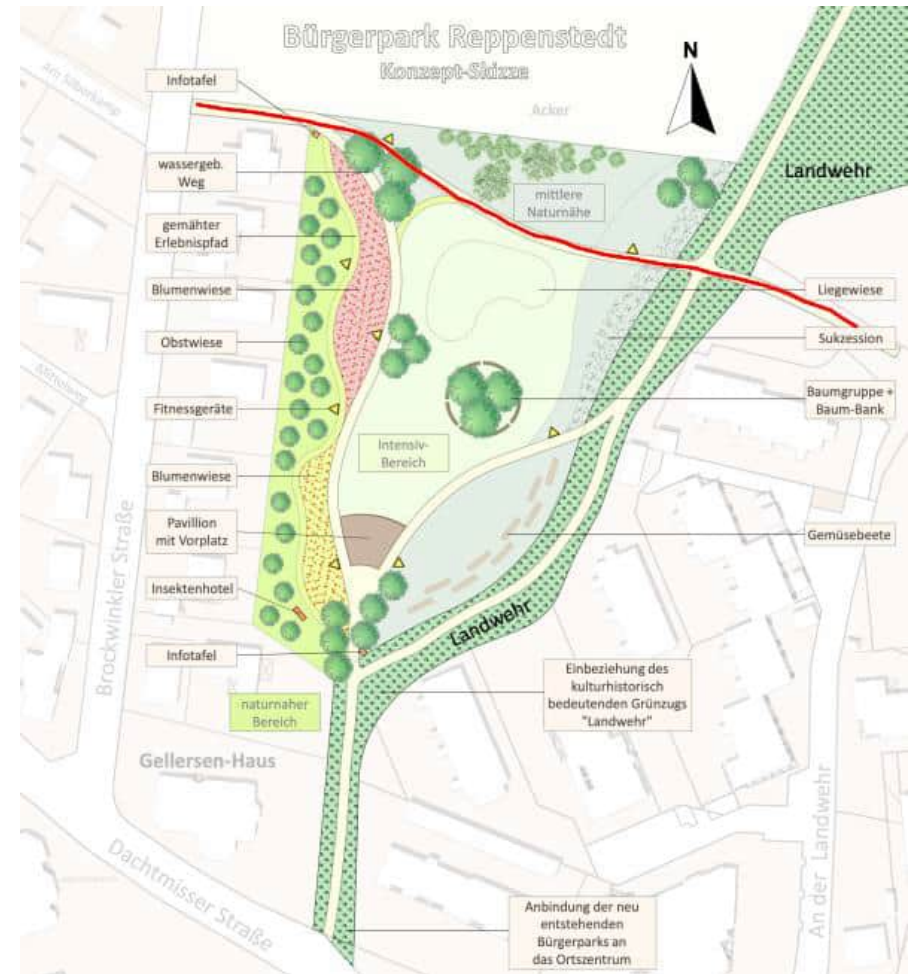 Bürgerpark Reppenstedt
Konzept-Skizze
N
Am Silberkamp
Infotafel
Acker
wassergeb.
Weg
Landwehr
mittlere
Naturnähe
gemähter
Erlebnispfad
Blumenwiese
Liegewiese
Obstwiese
Sukzession
Baumgruppe +
Baum-Bank
Fitnessgeräte
Intensiv-
Bereich
Blumenwiese
Pavillion
mit Vorplatz
Gemüsebeete
Insektenhotel
Brockwinkler Straße
Landwehr
Infotafel
Einbeziehung des
kulturhistorisch
bedeutenden Grünzugs
"Landwehr"
naturnaher
Bereich
Gellersen-Haus
Dachtmisser Straße
An der Landwehr
Anbindung der neu
entstehenden
Bürgerparks an
das Ortszentrum